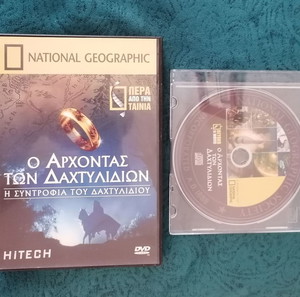 NATIONAL GEOGRAPHIC
ΠΕΡΑ
ΑΠΟ ΤΗΝ
ΤΑΙΝΙΑ
Ο ΑΡΧΟΝΤΑΣ
ΤΩΝ ΔΑΧΤΥΛΙΔΙΩΝ
Η ΣΥΝΤΡΟΦΙΑ ΤΟΥ ΔΑΧΤΥΛΙΔΙΟΥ
HITECH
DVD
Ο ΑΡΧΟΝΤΑΣ
ΤΩΝ
ΔΑΧΤΥΛΙΔΙΩΝ